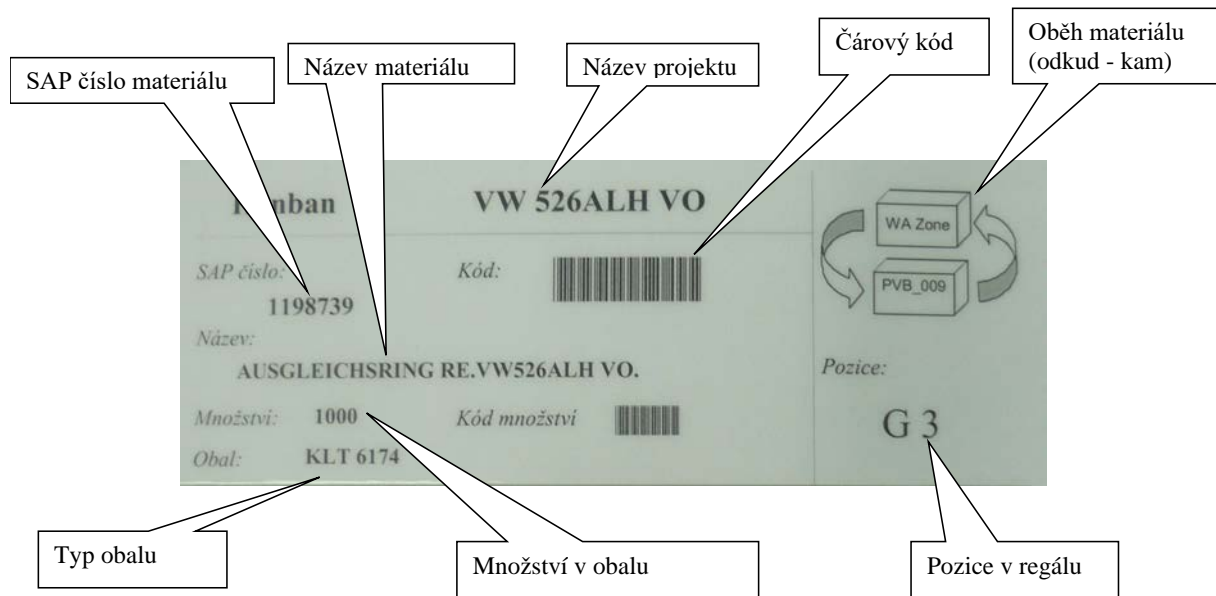 SAP číslo materiálu
Název materiálu
Název projektu
Čárový kód
Oběh materiálu
(odkud - kam)
VW 526ALH VO
SAP číslo:
1198739
Kód:
Název:
AUSGLEICHSRING RE.VW526ALH VO.
Množství:
1000
Kód množství
Obal:
KLT 6174
WA Zone
PVB_009
Pozice:
G 3
Typ obalu
Množství v obalu
Pozice v regálu